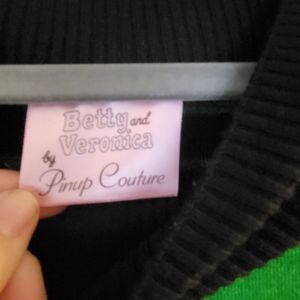 Betty and
Veronica
by
Pinup Couture